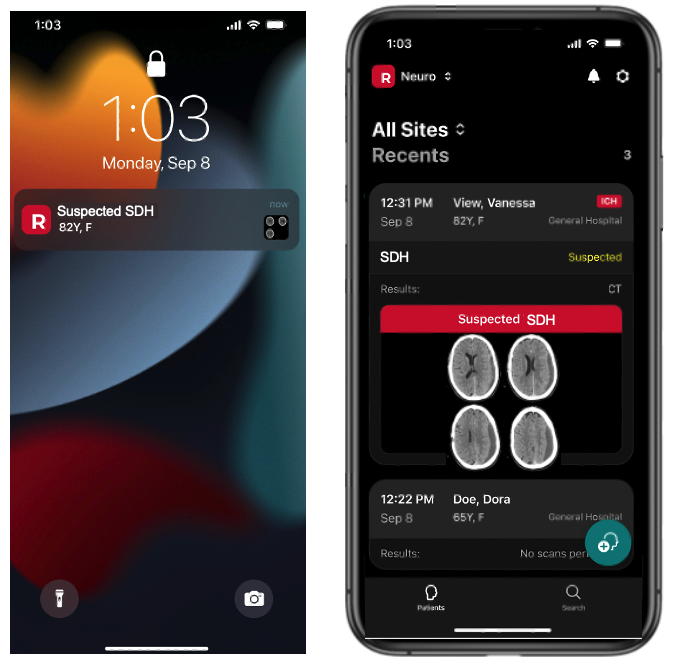 1:03
1:03
Monday, Sep 8
R
Suspected SDH
now
82Y, F
1:03
R Neuro
All Sites
Recents
3
12:31 PM View, Vanessa ICH
Sep 8 82Y, F General Hospital
SDH Suspected
Results: CT
Suspected SDH
12:22 PM Doe, Dora
Sep 8 65Y, F General Hospital
Results: No scans
Patients Search